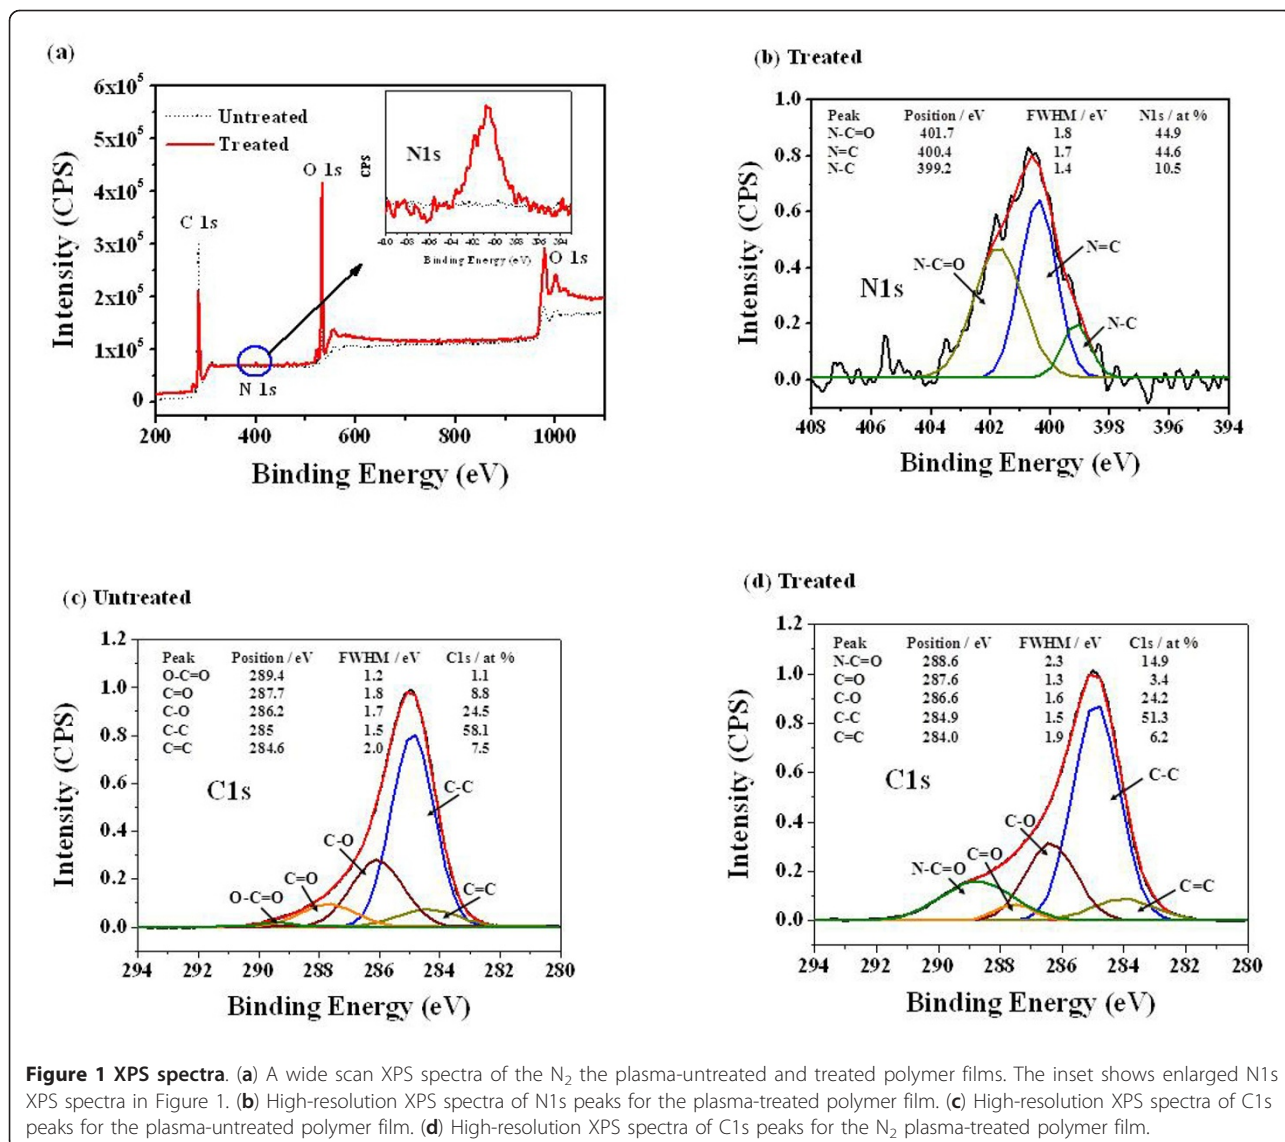 (a)
6x10⁵
5x10⁵
4x10⁵
3x10⁵
2x10⁵
1x10⁵
0
Intensity (CPS)
Untreated
Treated
C 1s
O 1s
N 1s
O 1s
N1s
CPS
Binding Energy (eV)
406 404 402 400 398 396 394
200 400 600 800 1000
Binding Energy (eV)
(b) Treated
Peak Position / eV FWHM / eV N1s / at %
N-C=O 401.7 1.8 44.9
N=C 400.4 1.7 44.6
N-C 399.2 1.4 10.5
1.0
0.8
0.6
0.4
0.2
0.0
Intensity (CPS)
N1s
N-C=O
N=C
N-C
408 406 404 402 400 398 396 394
Binding Energy (eV)
(c) Untreated
Peak Position / eV FWHM / eV C1s / at %
O-C=O 289.4 1.2 1.1
C=O 287.7 1.8 8.8
C-O 286.2 1.7 24.5
C-C 285 1.5 58.1
C=C 284.6 2.0 7.5
1.2
1.0
0.8
0.6
0.4
0.2
0.0
Intensity (CPS)
C1s
C-C
C-O
C=O
O-C=O
C=C
294 292 290 288 286 284 282 280
Binding Energy (eV)
(d) Treated
Peak Position / eV FWHM / eV C1s / at %
N-C=O 288.6 2.3 14.9
C=O 287.6 1.3 3.4
C-O 286.6 1.6 24.2
C-C 284.9 1.5 51.3
C=C 284.0 1.9 6.2
1.2
1.0
0.8
0.6
0.4
0.2
0.0
Intensity (CPS)
C1s
C-C
C-O
C=O
N-C=O
C=C
294 292 290 288 286 284 282 280
Binding Energy (eV)
Figure 1 XPS spectra. (a) A wide scan XPS spectra of the N₂ the plasma-untreated and treated polymer films. The inset shows enlarged N1s
XPS spectra in Figure 1. (b) High-resolution XPS spectra of N1s peaks for the plasma-treated polymer film. (c) High-resolution XPS spectra of C1s
peaks for the plasma-untreated polymer film. (d) High-resolution XPS spectra of C1s peaks for the N₂ plasma-treated polymer film.